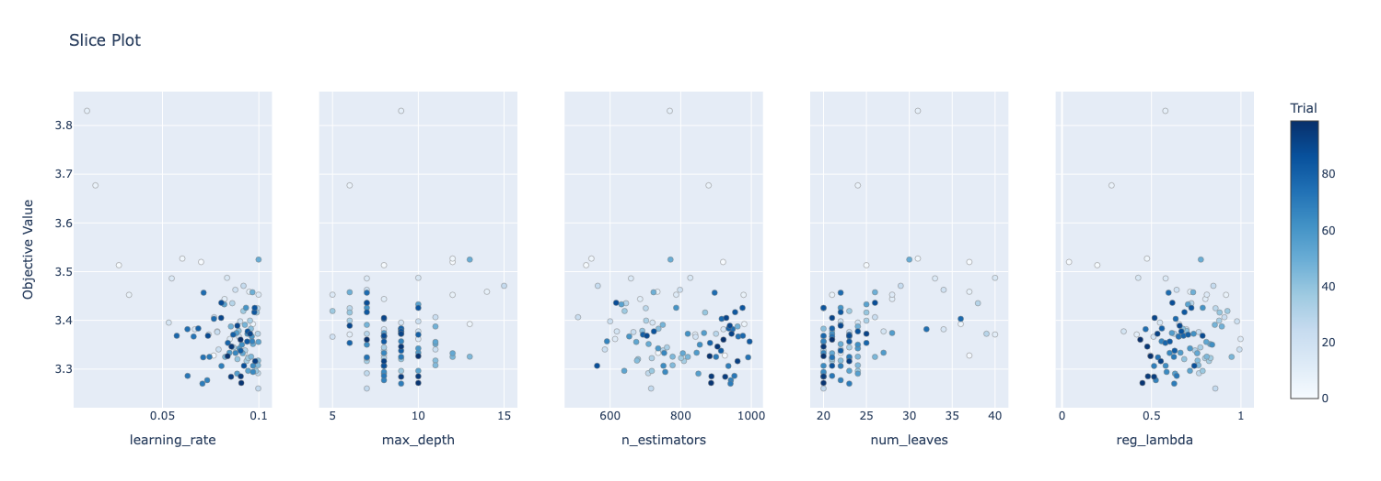 Slice Plot
Objective Value
3.8
3.7
3.6
3.5
3.4
3.3
0.05 0.1
learning_rate
5 10 15
max_depth
600 800 1000
n_estimators
20 25 30 35 40
num_leaves
0 0.5 1
reg_lambda
Trial
80
60
40
20
0